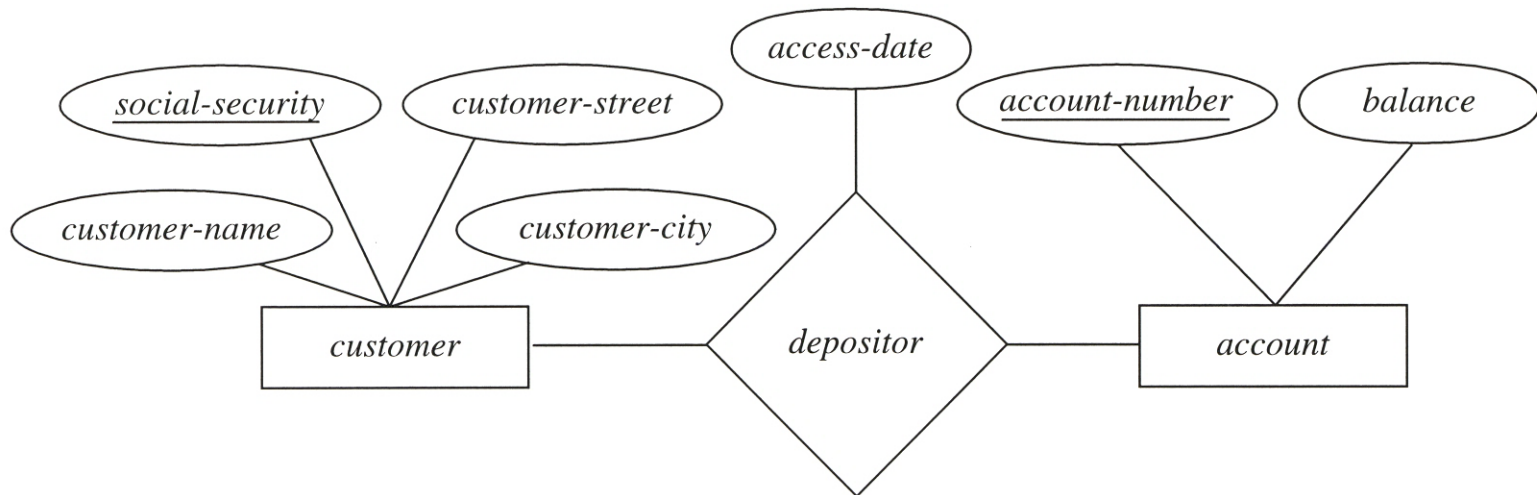 access-date
social-security
customer-street
account-number
balance
customer-name
customer-city
customer
depositor
account